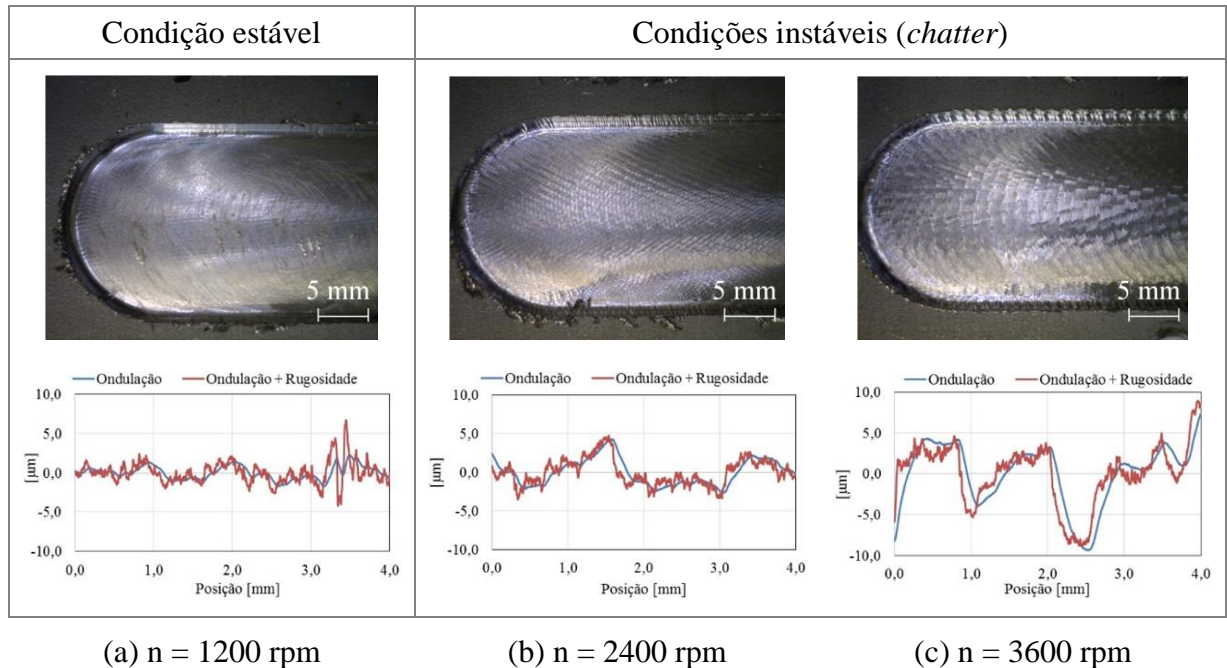 Condição estável
Condições instáveis (chatter)
5 mm
5 mm
5 mm
Ondulação
Ondulação + Rugosidade
10,0
5,0
0,0
-5,0
-10,0
[µm]
0,0 1,0 2,0 3,0 4,0
Posição [mm]
Ondulação
Ondulação + Rugosidade
10,0
5,0
0,0
-5,0
-10,0
[µm]
0,0 1,0 2,0 3,0 4,0
Posição [mm]
Ondulação
Ondulação + Rugosidade
10,0
5,0
0,0
-5,0
-10,0
[µm]
0,0 1,0 2,0 3,0 4,0
Posição [mm]
(a) n = 1200 rpm
(b) n = 2400 rpm
(c) n = 3600 rpm